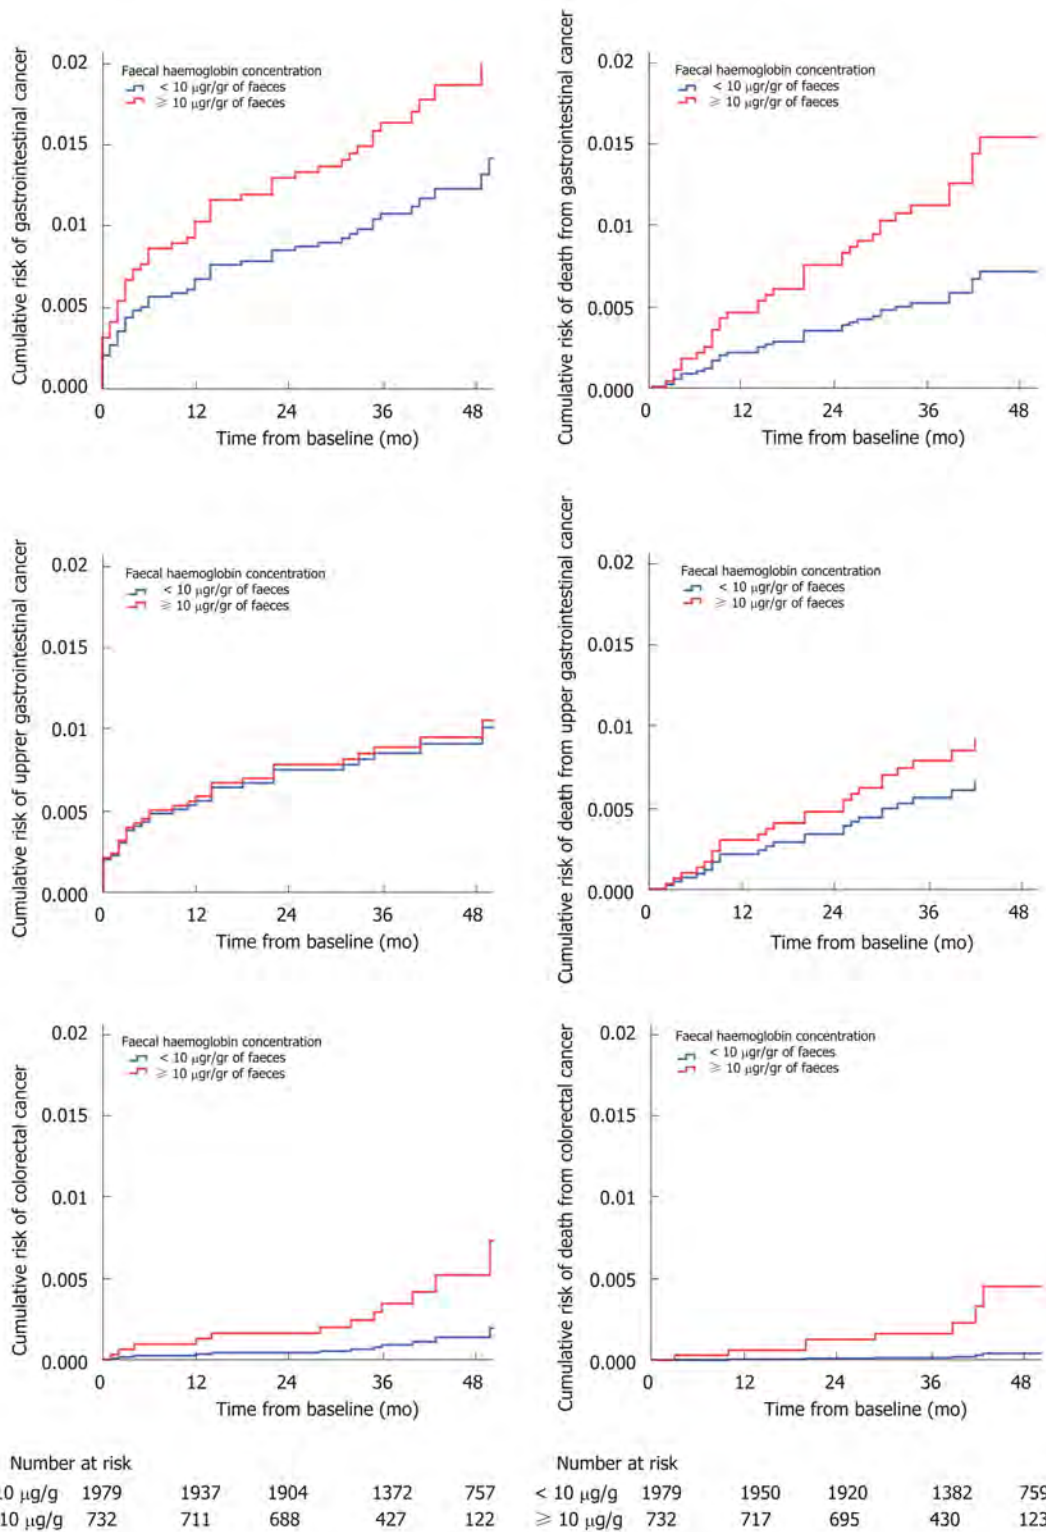 Cumulative risk of gastrointestinal cancer
0.02
0.015
0.01
0.005
0.000
Faecal haemoglobin concentration
< 10 µgr/gr of faeces
⩾ 10 µgr/gr of faeces
0 12 24 36 48
Time from baseline (mo)
Cumulative risk of death from gastrointestinal cancer
0.02
0.015
0.01
0.005
0.000
Faecal haemoglobin concentration
< 10 µgr/gr of faeces
⩾ 10 µgr/gr of faeces
0 12 24 36 48
Time from baseline (mo)
Cumulative risk of upprer gastrointestinal cancer
0.02
0.015
0.01
0.005
0.000
Faecal haemoglobin concentration
< 10 µgr/gr of faeces
⩾ 10 µgr/gr of faeces
0 12 24 36 48
Time from baseline (mo)
Cumulative risk of death from upper gastrointestinal cancer
0.02
0.015
0.01
0.005
0.000
Faecal haemoglobin concentration
< 10 µgr/gr of faeces
⩾ 10 µgr/gr of faeces
0 12 24 36 48
Time from baseline (mo)
Cumulative risk of colorectal cancer
0.02
0.015
0.01
0.005
0.000
Faecal haemoglobin concentration
< 10 µgr/gr of faeces
⩾ 10 µgr/gr of faeces
0 12 24 36 48
Time from baseline (mo)
Cumulative risk of death from colorectal cancer
0.02
0.015
0.01
0.005
0.000
Faecal haemoglobin concentration
< 10 µgr/gr of faeces
⩾ 10 µgr/gr of faeces
0 12 24 36 48
Time from baseline (mo)
Number at risk
0 µg/g 1979 1937 1904 1372 757
10 µg/g 732 711 688 427 122
Number at risk
< 10 µg/g 1979 1950 1920 1382 759
⩾ 10 µg/g 732 717 695 430 123